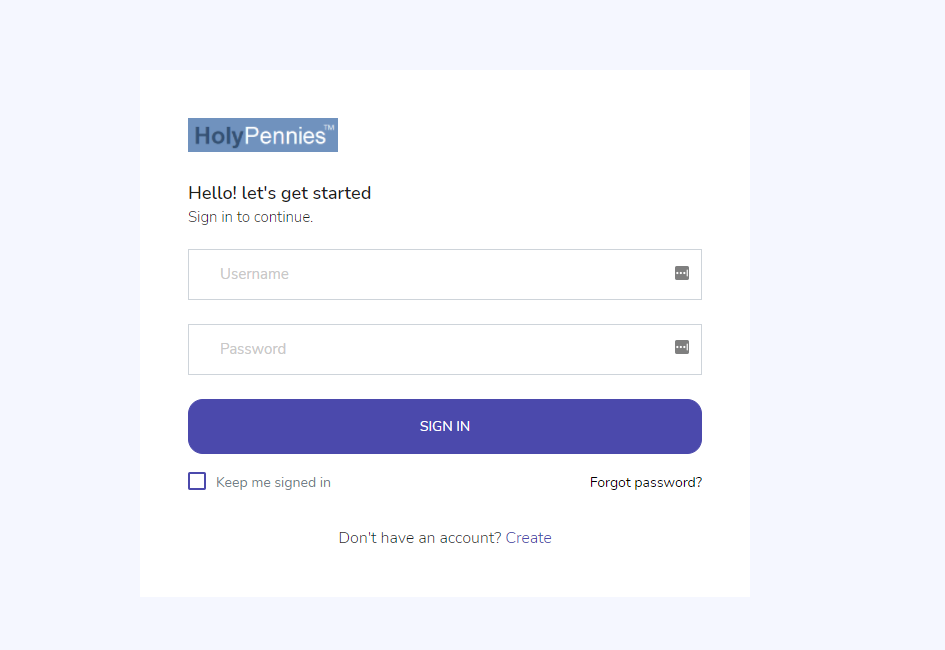 HolyPennies™
Hello! let's get started
Sign in to continue.
Username
Password
SIGN IN
Keep me signed in
Forgot password?
Don't have an account? Create